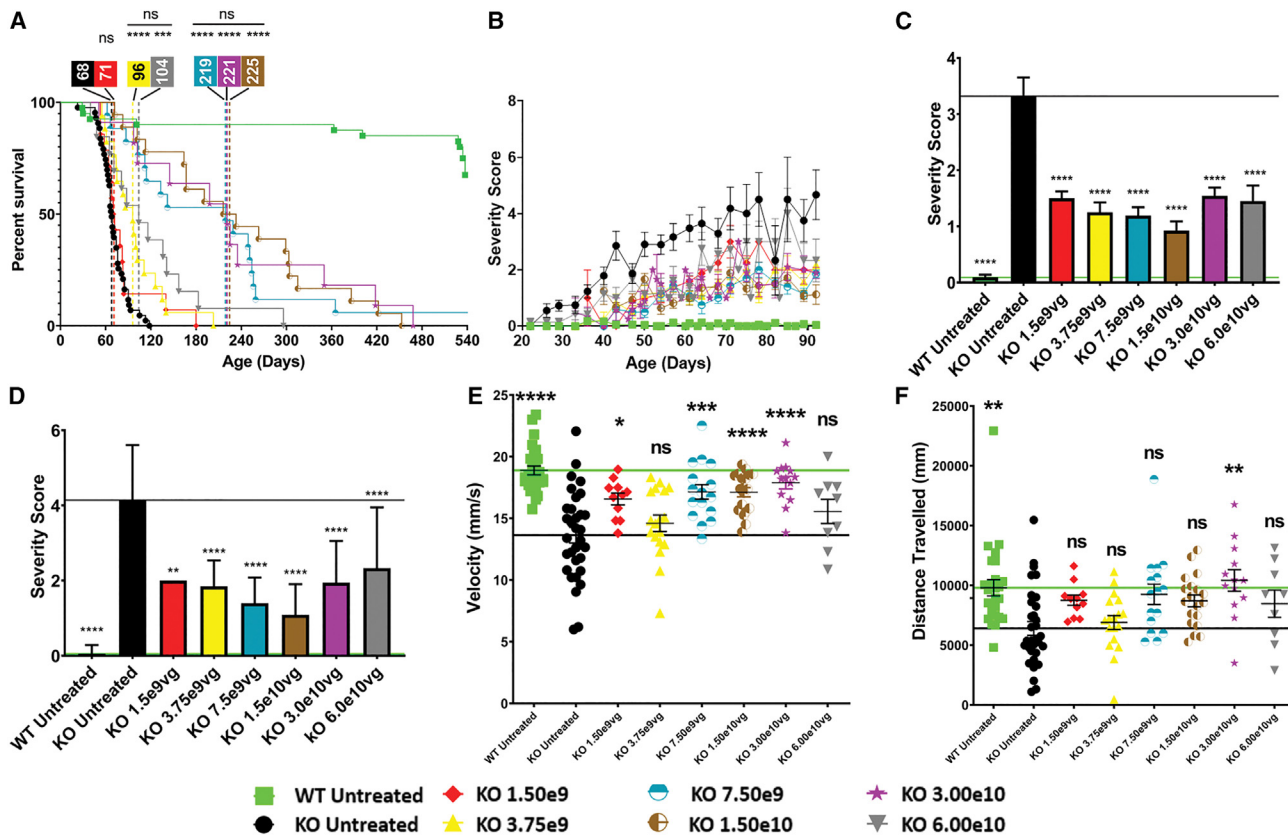 A
ns
ns
ns
**** ***
**** **** ****
68
71
96
104
219
221
225
100
50
0
Percent survival
0 60 120 180 240 300 360 420 480 540
Age (Days)
B
8
6
4
2
0
Severity Score
20 30 40 50 60 70 80 90
Age (Days)
C
4
3
2
1
0
Severity Score
****
****
****
****
****
****
****
WT Untreated
KO Untreated
KO 1.5e9vg
KO 3.75e9vg
KO 7.5e9vg
KO 1.5e10vg
KO 3.0e10vg
kO 6.0e10vg
D
6
4
2
0
Severity Score
****
**
****
****
****
****
****
WT Untreated
KO Untreated
KO 1.5e9vg
KO 3.75e9vg
KO 7.5e9vg
KO 1.5e10vg
KO 3.0e10vg
KO 6.0e10vg
E
25
20
15
10
5
0
Velocity (mm/s)
****
*
ns
***
****
****
ns
WT Untreated
KO Untreated
KO 1.50e9vg
KO 3.75e9vg
KO 7.50e9vg
KO 1.50e10vg
KO 3.00e10vg
KO 6.00e10vg
F
25000
20000
15000
10000
5000
0
Distance Travelled (mm)
**
ns
ns
ns
ns
**
ns
WT Untreated
KO Untreated
KO 1.50e9vg
KO 3.75e9vg
KO 7.50e9vg
KO 1.50e10vg
KO 3.00e10vg
KO 6.00e10vg
WT Untreated
KO 1.50e9
KO 7.50e9
KO 3.00e10
KO Untreated
KO 3.75e9
KO 1.50e10
KO 6.00e10